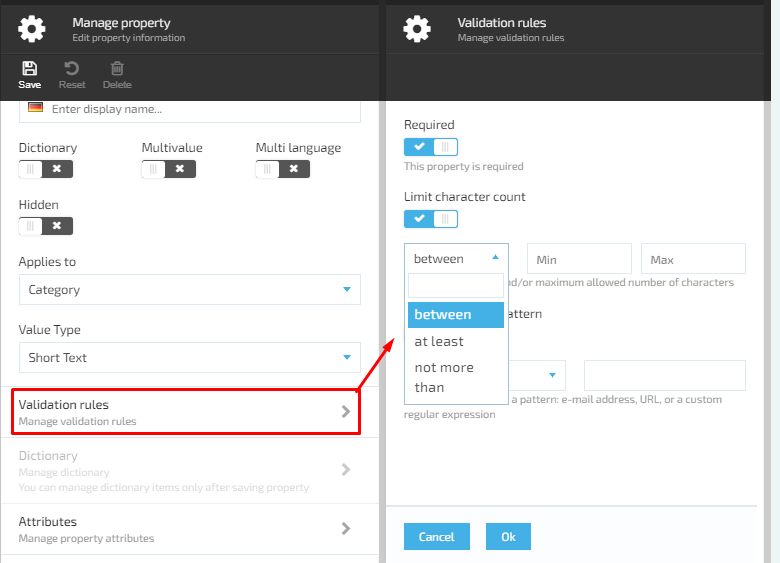 Manage property
Edit property information
Save
Reset
Delete
Enter display name...
Dictionary
Multivalue
Multi language
Hidden
Applies to
Category
Value Type
Short Text
Validation rules
Manage validation rules
Dictionary
Manage dictionary
You can manage dictionary items only after saving property
Attributes
Manage property attributes
Validation rules
Manage validation rules
Required
This property is required
Limit character count
between
Min
Max
nd/or maximum allowed number of characters
between
attern
at least
not more
than
a pattern: e-mail address, URL, or a custom
regular expression
Cancel
Ok